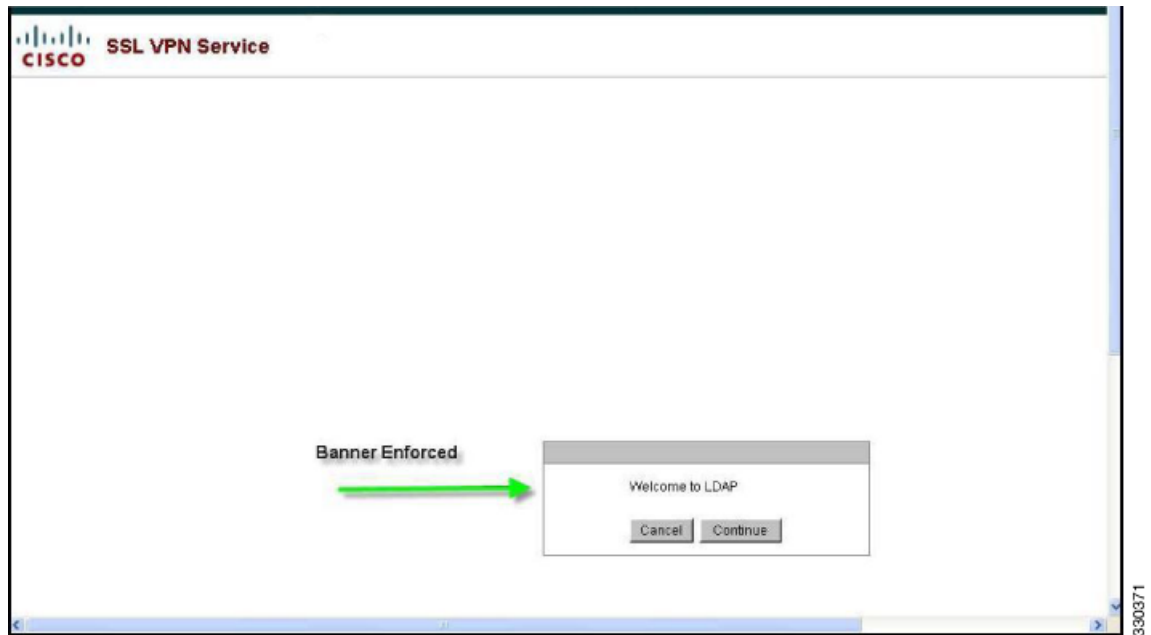 CISCO
SSL VPN Service
Banner Enforced
Welcome to LDAP
Cancel Continue
330371